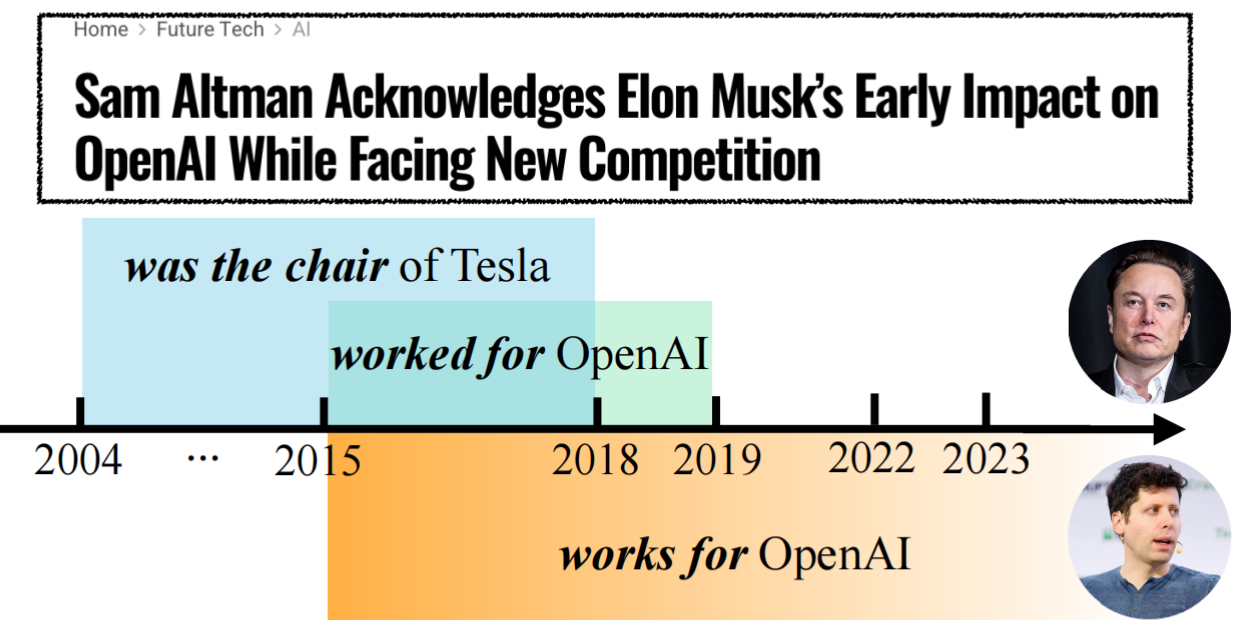 Home > Future Tech > AI
Sam Altman Acknowledges Elon Musk’s Early Impact on
OpenAI While Facing New Competition
was the chair of Tesla
worked for OpenAI
2004 ... 2015 2018 2019 2022 2023
works for OpenAI